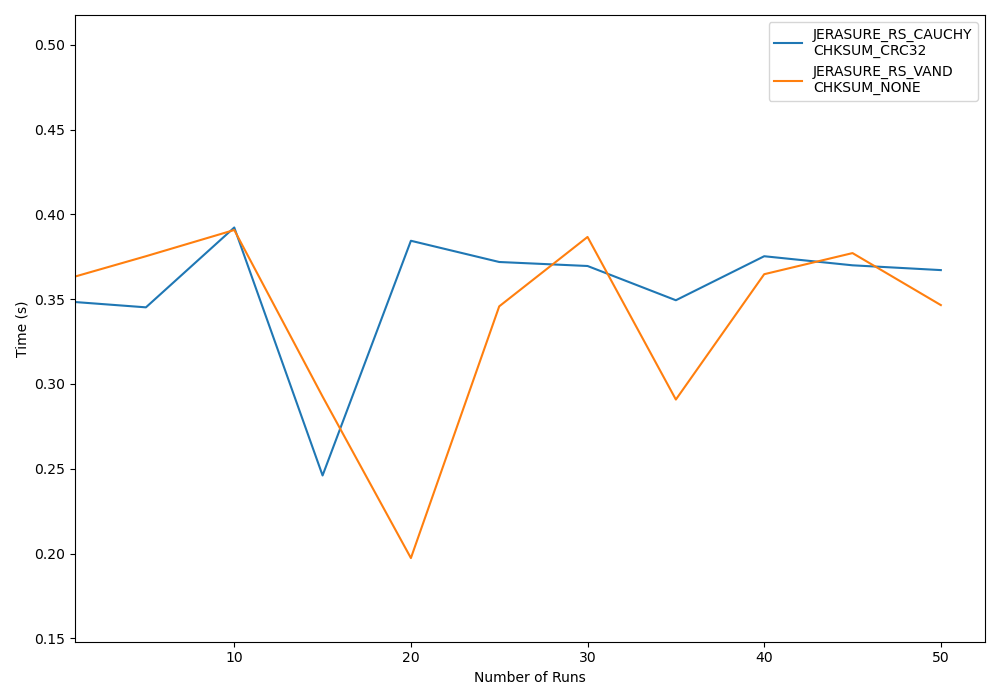 JERASURE_RS_CAUCHY
CHKSUM_CRC32
JERASURE_RS_VAND
CHKSUM_NONE
0.50
0.45
0.40
0.35
0.30
0.25
0.20
0.15
Time (s)
10 20 30 40 50
Number of Runs